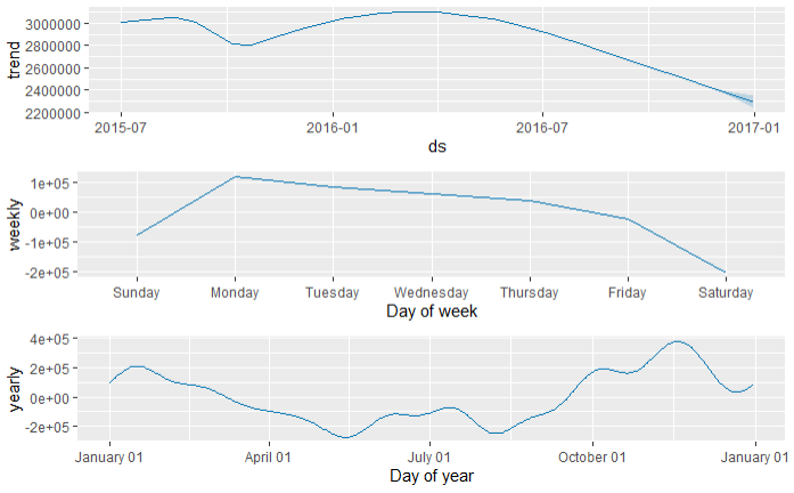 trend
3000000
2800000
2600000
2400000
2200000
2015-07 2016-01 2016-07 2017-01
ds
weekly
1e+05
0e+00
-1e+05
-2e+05
Sunday Monday Tuesday Wednesday Thursday Friday Saturday
Day of week
yearly
4e+05
2e+05
0e+00
-2e+05
January 01 April 01 July 01 October 01 January 01
Day of year